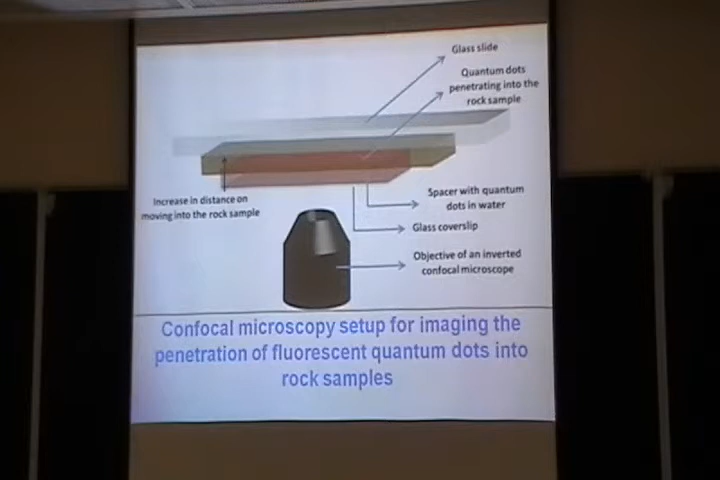 Glass slide
Quantum dots
penetrating into the
rock sample
Increase in distance on
moving into the rock sample
Spacer with quantum
dots in water
Glass coverslip
Objective of an inverted
confocal microscope
Confocal microscopy setup for imaging the
penetration of fluorescent quantum dots into
rock samples